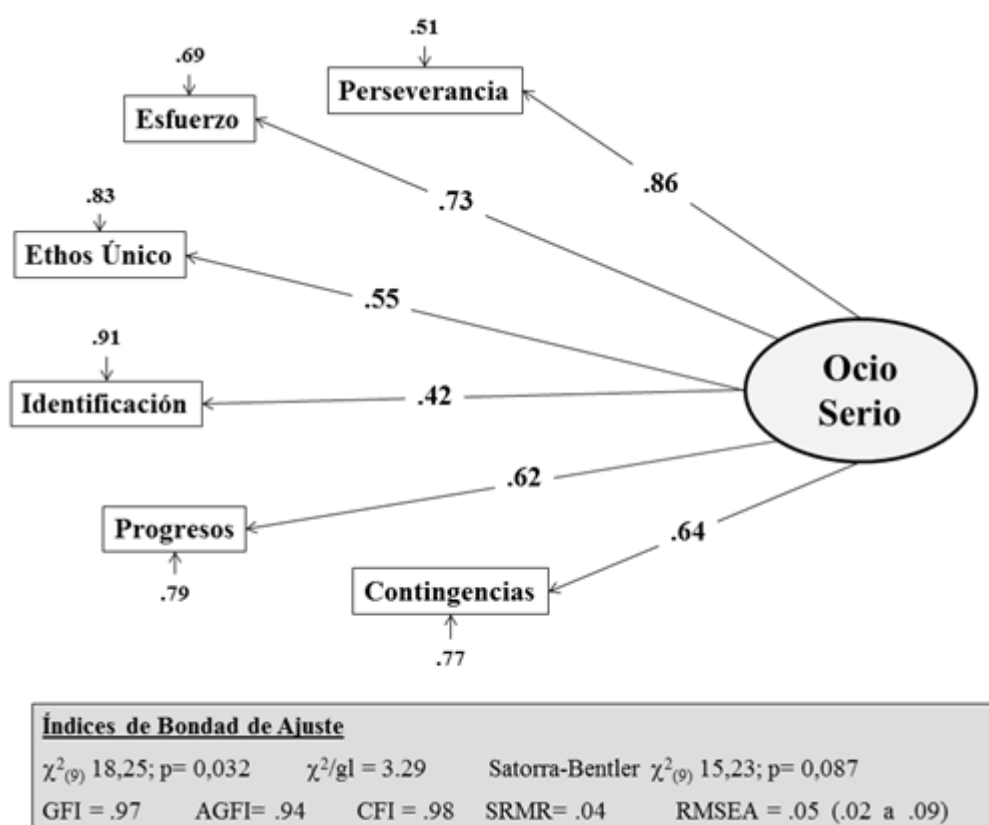 .51
.69
Perseverancia
Esfuerzo
.86
.73
.83
Ethos Único
.55
.91
Ocio
Serio
Identificación
.42
.62
Progresos
.64
.79
Contingencias
.77
Índices de Bondad de Ajuste
χ²₍₉₎ 18,25; p= 0,032 χ²/gl = 3.29 Satorra-Bentler χ²₍₉₎ 15,23; p= 0,087
GFI = .97 AGFI= .94 CFI = .98 SRMR= .04 RMSEA = .05 (.02 a .09)